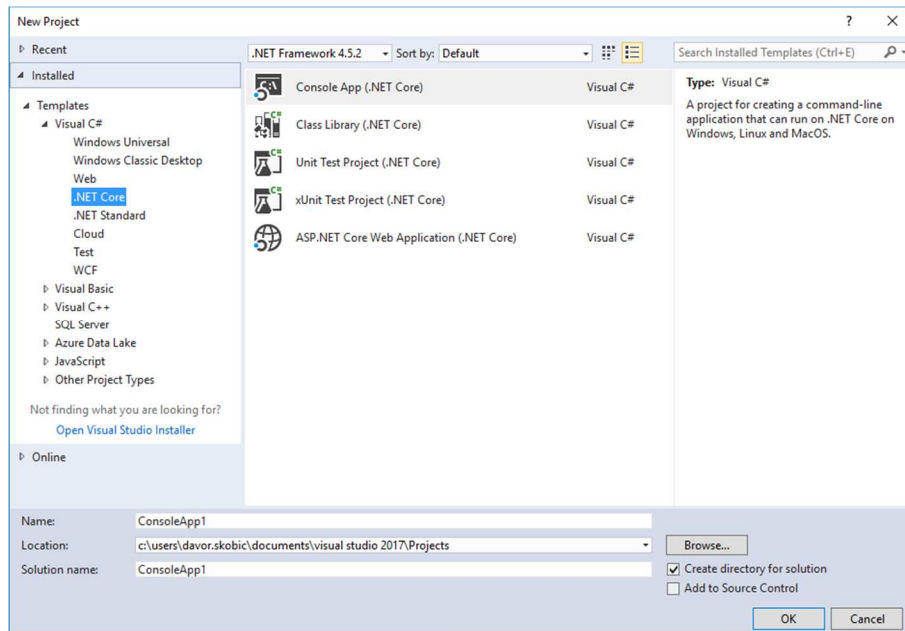 New Project
?
Recent
Installed
Templates
Visual C#
Windows Universal
Windows Classic Desktop
Web
.NET Core
.NET Standard
Cloud
Test
WCF
Visual Basic
Visual C++
SQL Server
Azure Data Lake
JavaScript
Other Project Types
Not finding what you are looking for?
Open Visual Studio Installer
Online
.NET Framework 4.5.2 Sort by: Default
Console App (.NET Core) Visual C#
Class Library (.NET Core) Visual C#
Unit Test Project (.NET Core) Visual C#
xUnit Test Project (.NET Core) Visual C#
ASP.NET Core Web Application (.NET Core) Visual C#
Search Installed Templates (Ctrl+E)
Type: Visual C#
A project for creating a command-line
application that can run on .NET Core on
Windows, Linux and MacOS.
Name: ConsoleApp1
Location: c:\users\davor.skobic\documents\visual studio 2017\Projects
Browse...
Solution name: ConsoleApp1
Create directory for solution
Add to Source Control
OK Cancel